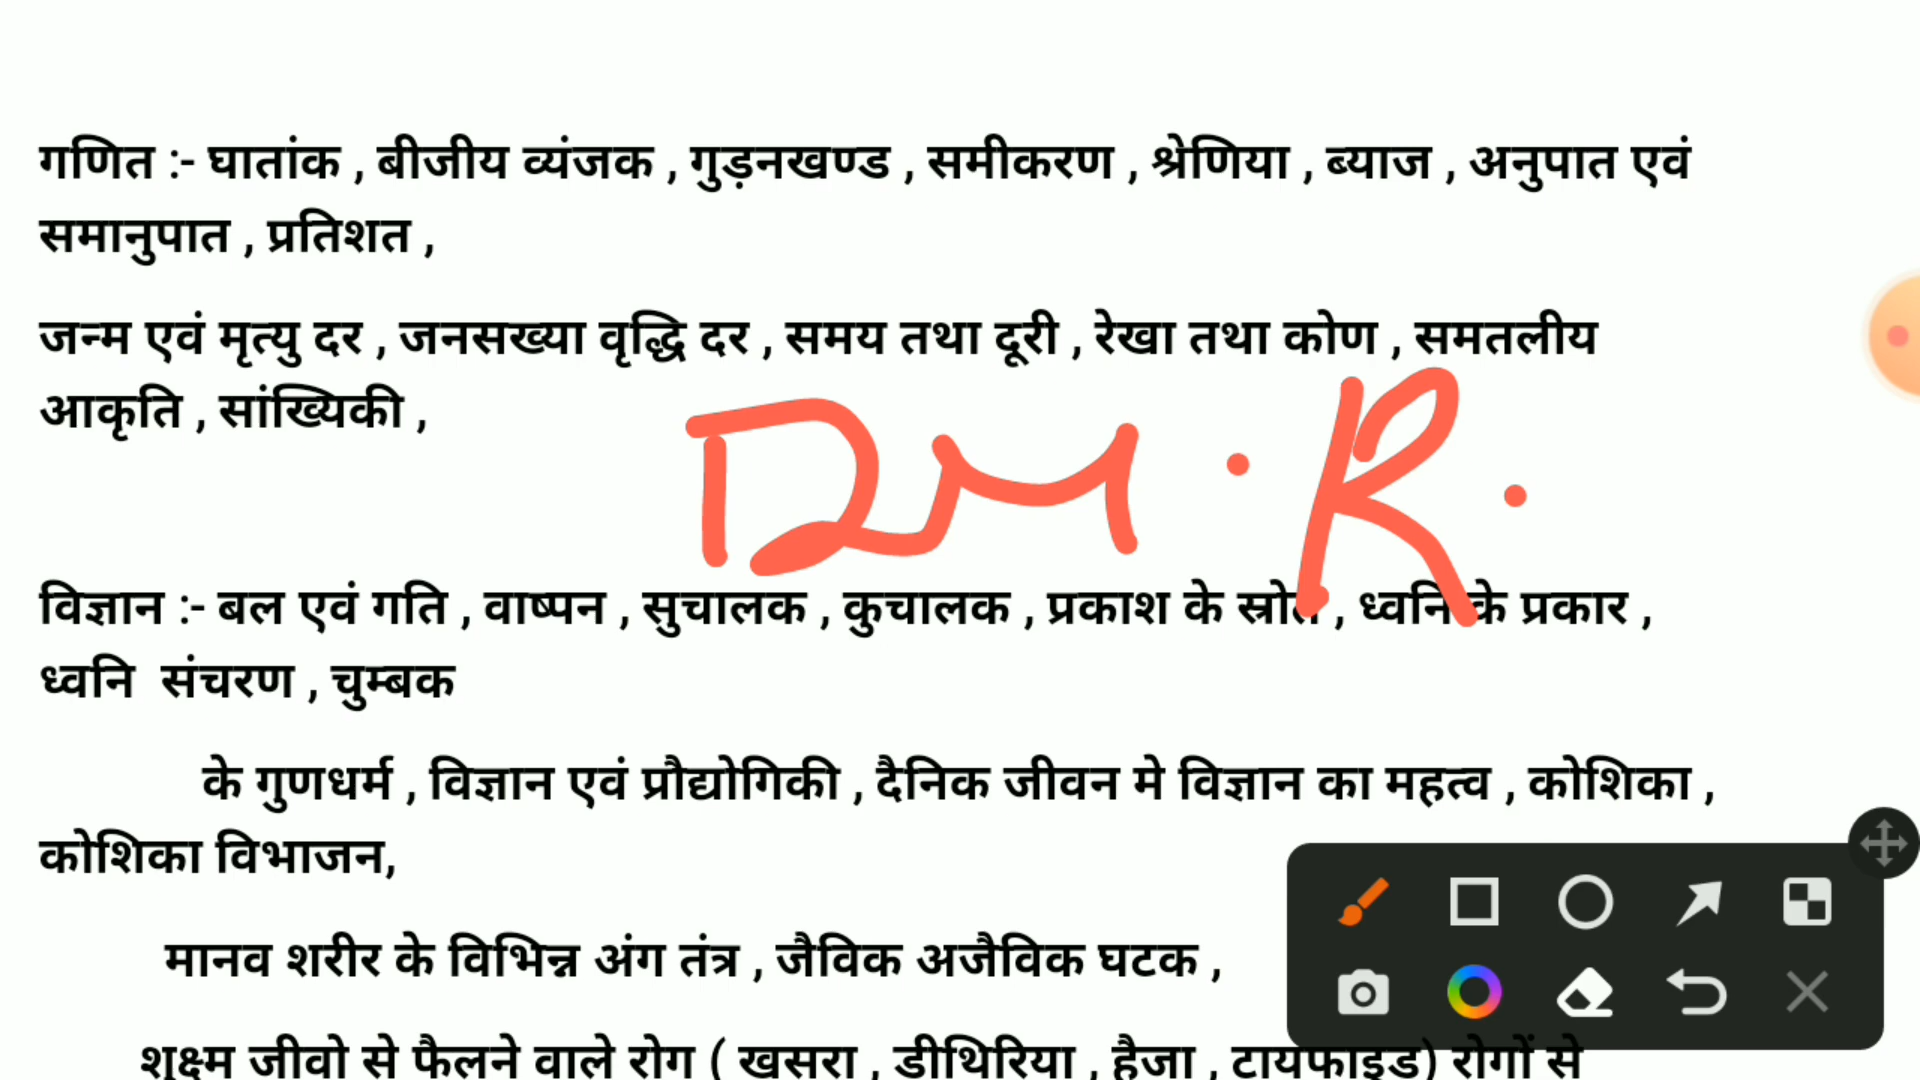 गणित :- घातांक , बीजीय व्यंजक , गुड़नखण्ड , समीकरण , श्रेणिया , ब्याज , अनुपात एवं
समानुपात , प्रतिशत ,
जन्म एवं मृत्यु दर , जनसख्या वृद्धि दर , समय तथा दूरी , रेखा तथा कोण , समतलीय
आकृति , सांख्यिकी ,
DM . R .
विज्ञान :- बल एवं गति , वाष्पन , सुचालक , कुचालक , प्रकाश के स्रोत , ध्वनि के प्रकार ,
ध्वनि संचरण , चुम्बक
के गुणधर्म , विज्ञान एवं प्रौद्योगिकी , दैनिक जीवन मे विज्ञान का महत्व , कोशिका ,
कोशिका विभाजन,
मानव शरीर के विभिन्न अंग तंत्र , जैविक अजैविक घटक ,
शूक्ष्म जीवो से फैलने वाले रोग ( खसरा , डीथिरिया , हैजा , टायफाइड) रोगों से